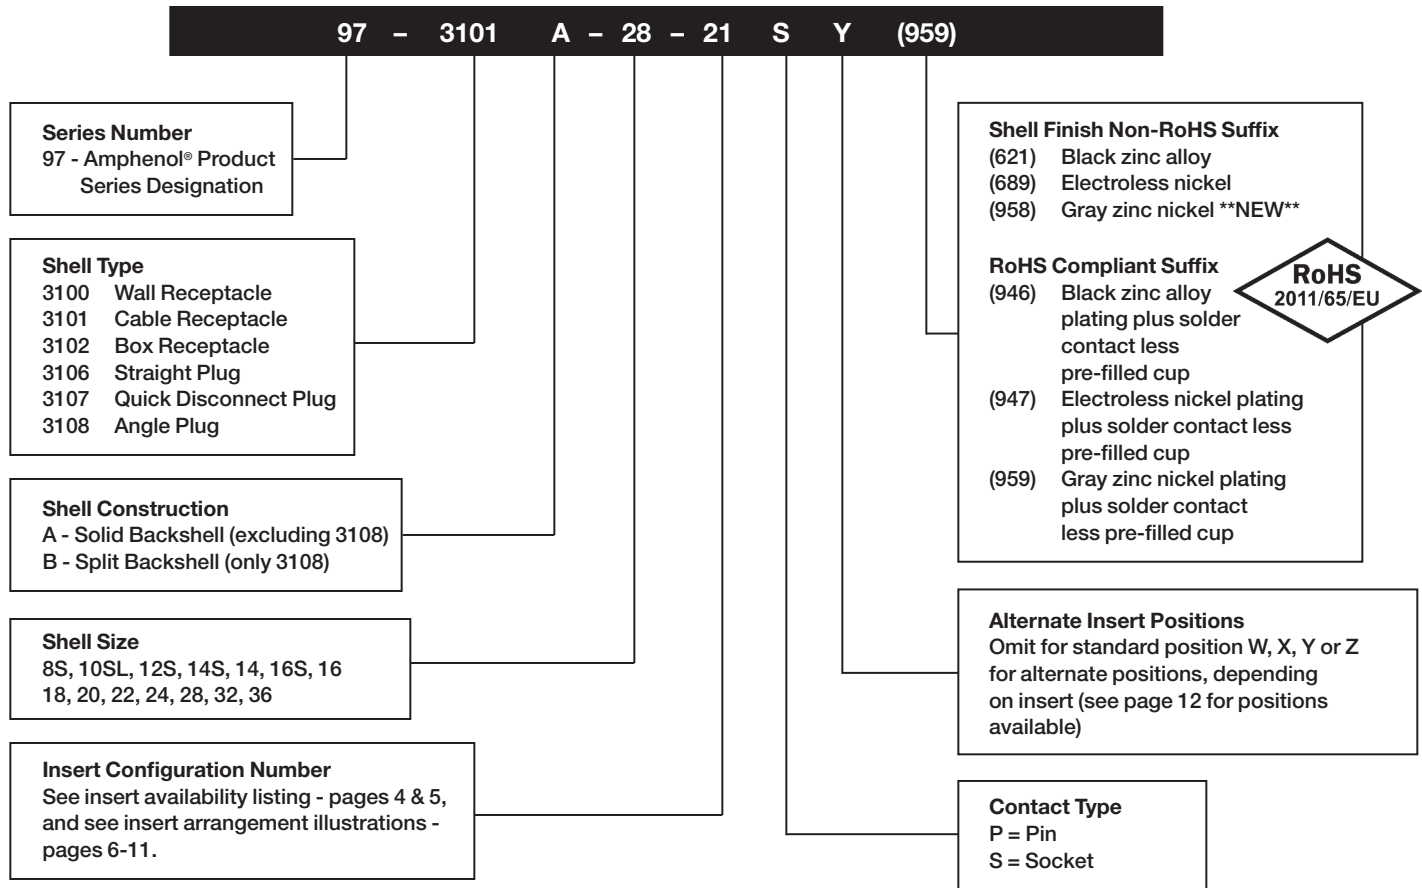 97 – 3101 A – 28 – 21 S Y (959)
Series Number
97 - Amphenol® Product
Series Designation
Shell Type
3100 Wall Receptacle
3101 Cable Receptacle
3102 Box Receptacle
3106 Straight Plug
3107 Quick Disconnect Plug
3108 Angle Plug
Shell Construction
A - Solid Backshell (excluding 3108)
B - Split Backshell (only 3108)
Shell Size
8S, 10SL, 12S, 14S, 14, 16S, 16
18, 20, 22, 24, 28, 32, 36
Insert Configuration Number
See insert availability listing - pages 4 & 5,
and see insert arrangement illustrations -
pages 6-11.
Shell Finish Non-RoHS Suffix
(621) Black zinc alloy
(689) Electroless nickel
(958) Gray zinc nickel **NEW**
RoHS Compliant Suffix
(946) Black zinc alloy
plating plus solder
contact less
pre-filled cup
(947) Electroless nickel plating
plus solder contact less
pre-filled cup
(959) Gray zinc nickel plating
plus solder contact
less pre-filled cup
RoHS
2011/65/EU
Alternate Insert Positions
Omit for standard position W, X, Y or Z
for alternate positions, depending
on insert (see page 12 for positions
available)
Contact Type
P = Pin
S = Socket